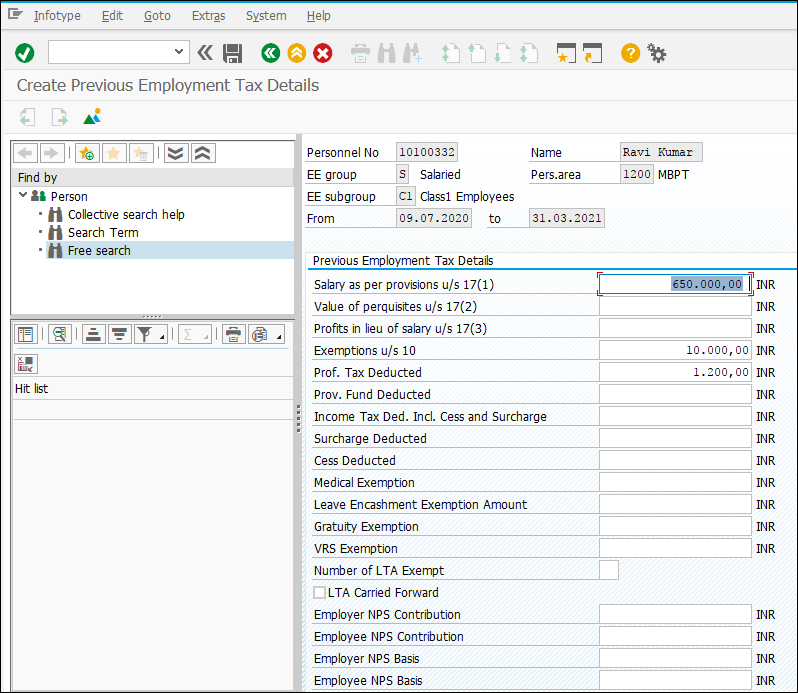 Infotype Edit Goto Extras System Help
Create Previous Employment Tax Details
Find by
Person
Collective search help
Search Term
Free search
Hit list
Personnel No 10100332 Name Ravi Kumar
EE group S Salaried Pers.area 1200 MBPT
EE subgroup C1 Class1 Employees
From 09.07.2020 to 31.03.2021
Previous Employment Tax Details
Salary as per provisions u/s 17(1) 650.000,00 INR
Value of perquisites u/s 17(2) INR
Profits in lieu of salary u/s 17(3) INR
Exemptions u/s 10 10.000,00 INR
Prof. Tax Deducted 1.200,00 INR
Prov. Fund Deducted INR
Income Tax Ded. Incl. Cess and Surcharge INR
Surcharge Deducted INR
Cess Deducted INR
Medical Exemption INR
Leave Encashment Exemption Amount INR
Gratuity Exemption INR
VRS Exemption INR
Number of LTA Exempt
LTA Carried Forward
Employer NPS Contribution INR
Employee NPS Contribution INR
Employer NPS Basis INR
Employee NPS Basis INR